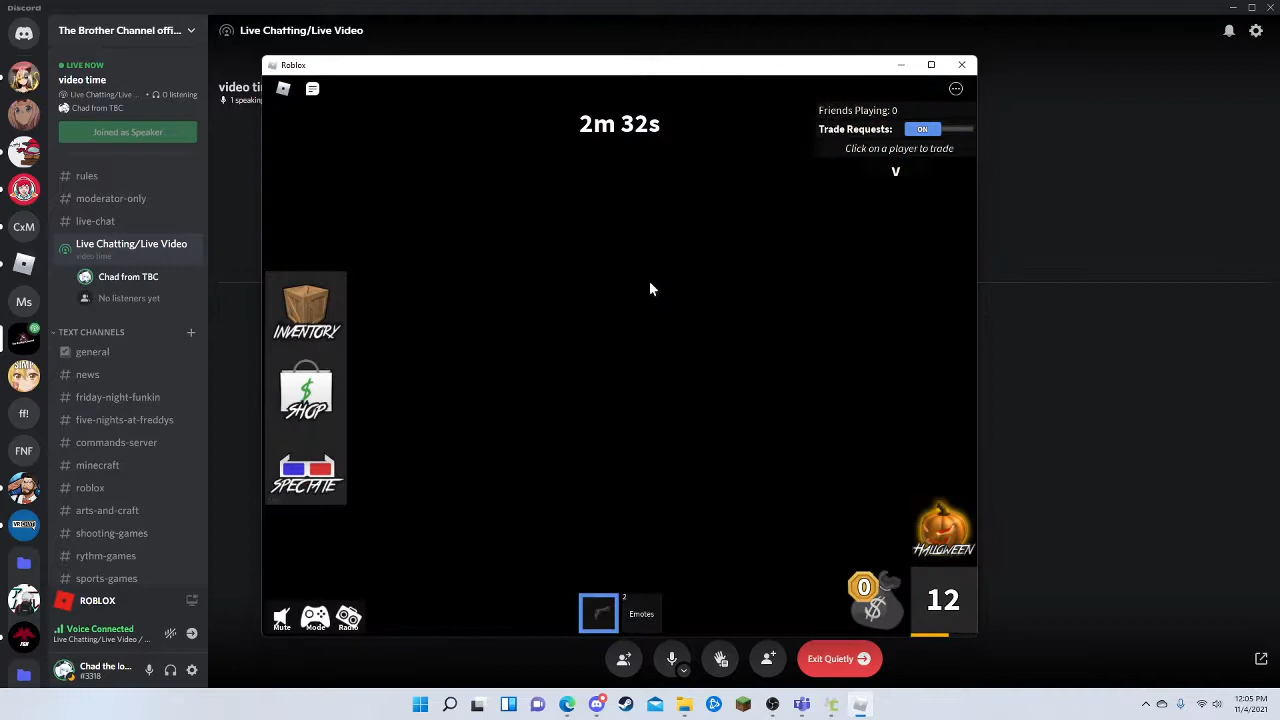 Discord
The Brother Channel offi...
LIVE NOW
video time
Live Chatting/Live ... • 0 listening
Chad from TBC
Joined as Speaker
rules
moderator-only
live-chat
Live Chatting/Live Video
video time
Chad from TBC
No listeners yet
TEXT CHANNELS
general
news
friday-night-funkin
five-nights-at-freddys
commands-server
minecraft
roblox
arts-and-craft
shooting-games
rythm-games
sports-games
ROBLOX
Voice Connected
Live Chatting/Live Video / ...
Chad the lo...
#3138
CxM
Ms
ff!
FNF
Live Chatting/Live Video
video ti
1 speaking
Roblox
2m 32s
Friends Playing: 0
Trade Requests: ON
Click on a player to trade
v
INVENTORY
$
SHOP
SPECTATE
Mute
Mode
Radio
2
Emotes
HALLOWEEN
0
$
12
Exit Quietly
12:05 PM
11/4/2021